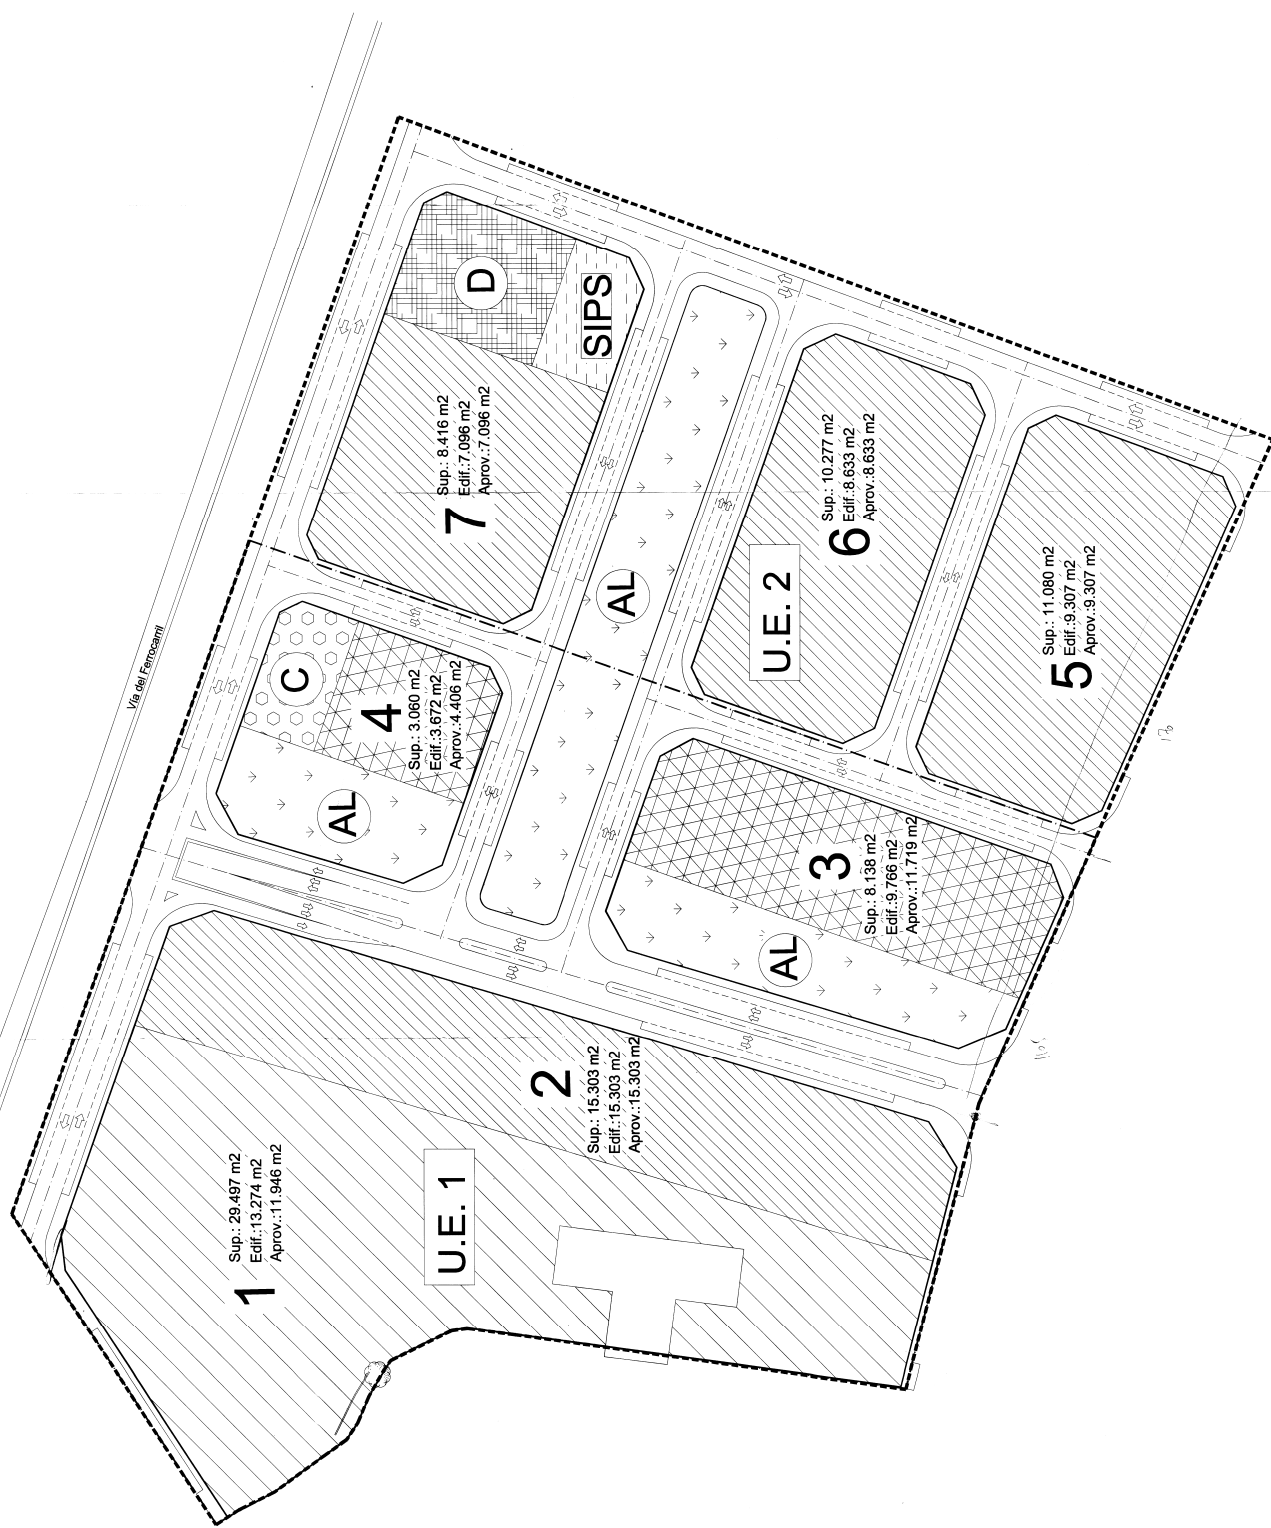 Vía del Ferrocarril
1
Sup.: 29.497 m2
Edif.:13.274 m2
Aprov.:11.946 m2
U.E. 1
2
Sup.: 15.303 m2
Edif.:15.303 m2
Aprov.:15.303 m2
AL
C
4
Sup.: 3.060 m2
Edif.:3.672 m2
Aprov.:4.406 m2
AL
3
Sup.: 8.138 m2
Edif.:9.766 m2
Aprov.:11.719 m2
AL
7
Sup.: 8.416 m2
Edif.:7.096 m2
Aprov.:7.096 m2
D
SIPS
U.E. 2
6
Sup.: 10.277 m2
Edif.:8.633 m2
Aprov.:8.633 m2
5
Sup.: 11.080 m2
Edif.:9.307 m2
Aprov.:9.307 m2